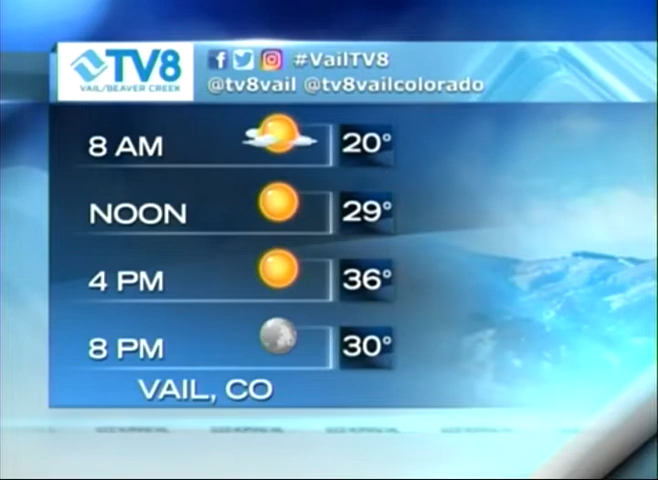 TV8
VAIL/BEAVER CREEK
#VailTV8
@tv8vail @tv8vailcolorado
8 AM 20°
NOON 29°
4 PM 36°
8 PM 30°
VAIL, CO